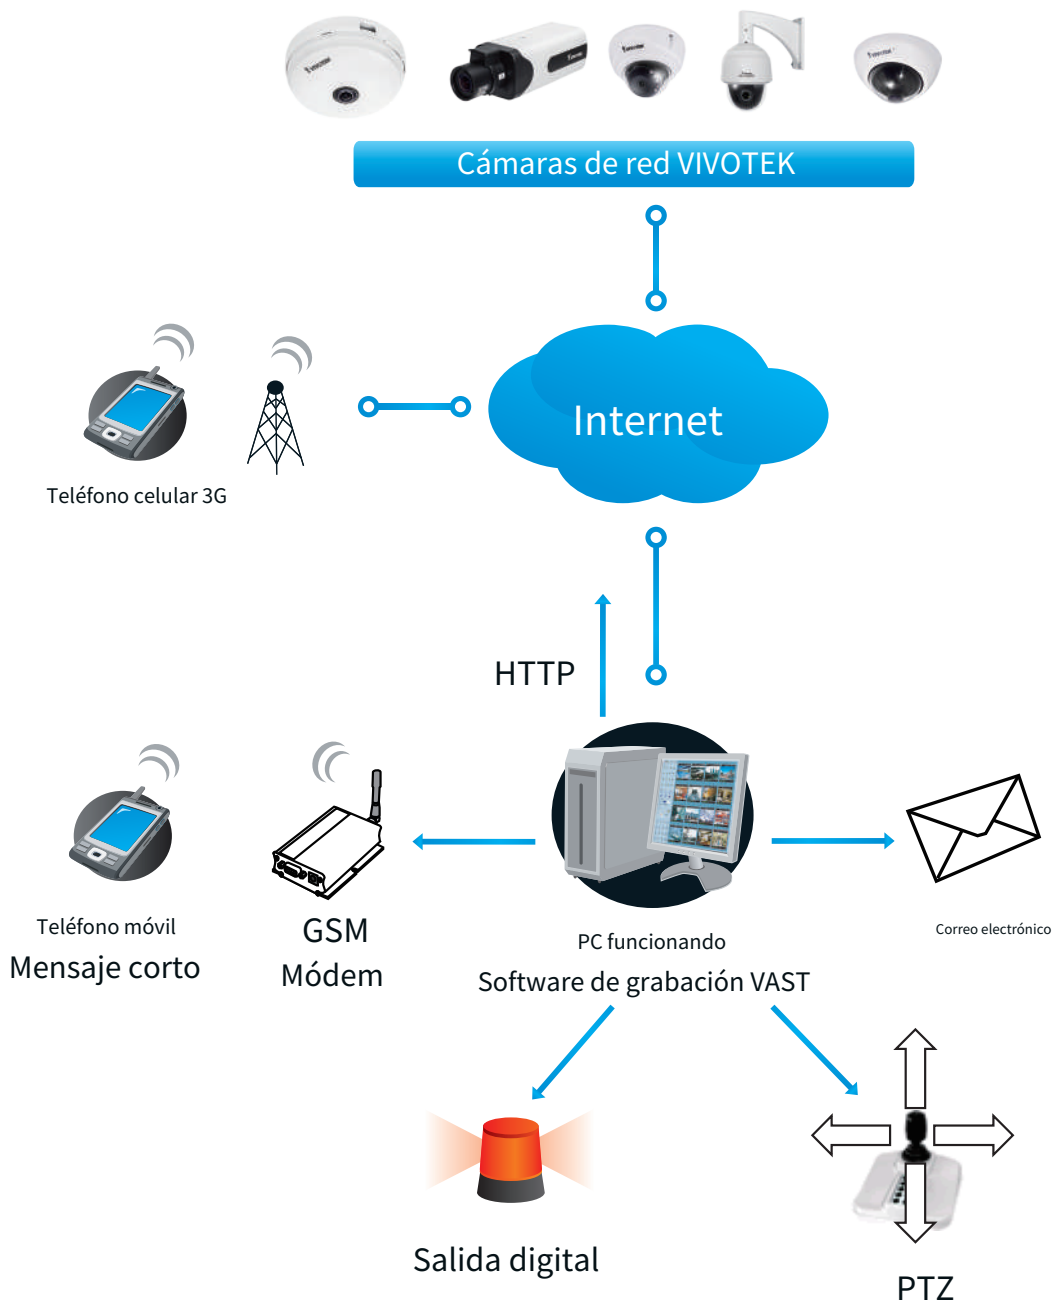 Cámaras de red VIVOTEK
Internet
Teléfono celular 3G
HTTP
Teléfono móvil
Mensaje corto
GSM
Módem
PC funcionando
Software de grabación VAST
Correo electrónico
Salida digital
PTZ